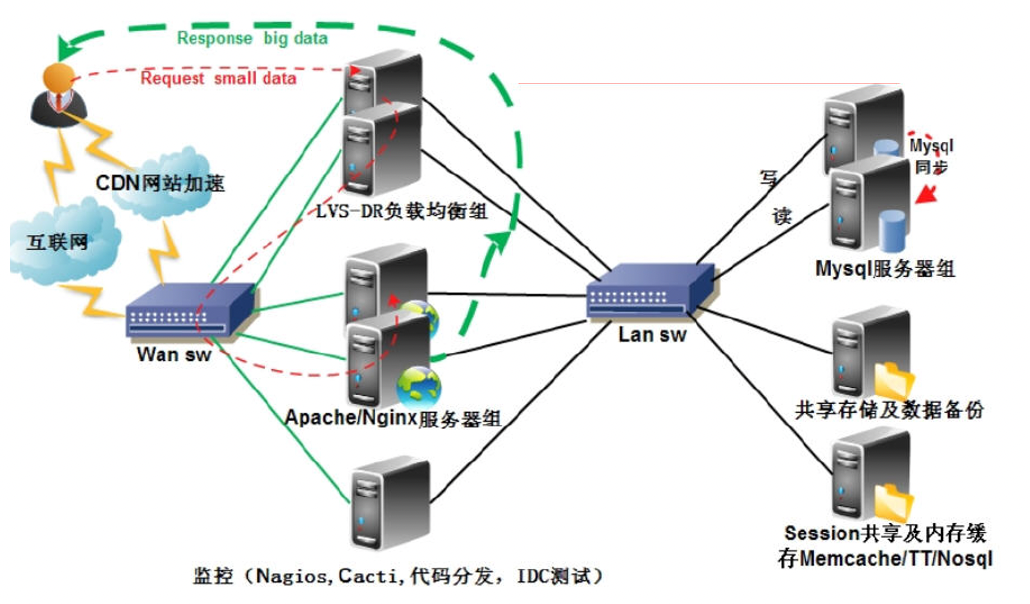 Response big data
Request small data
CDN网站加速
互联网
Wan sw
LVS-DR负载均衡组
Apache/Nginx服务器组
监控（Nagios,Cacti,代码分发，IDC测试）
Lan sw
写
读
Mysql
同步
Mysql服务器组
共享存储及数据备份
Session共享及内存缓
存Memcache/TT/Nosql